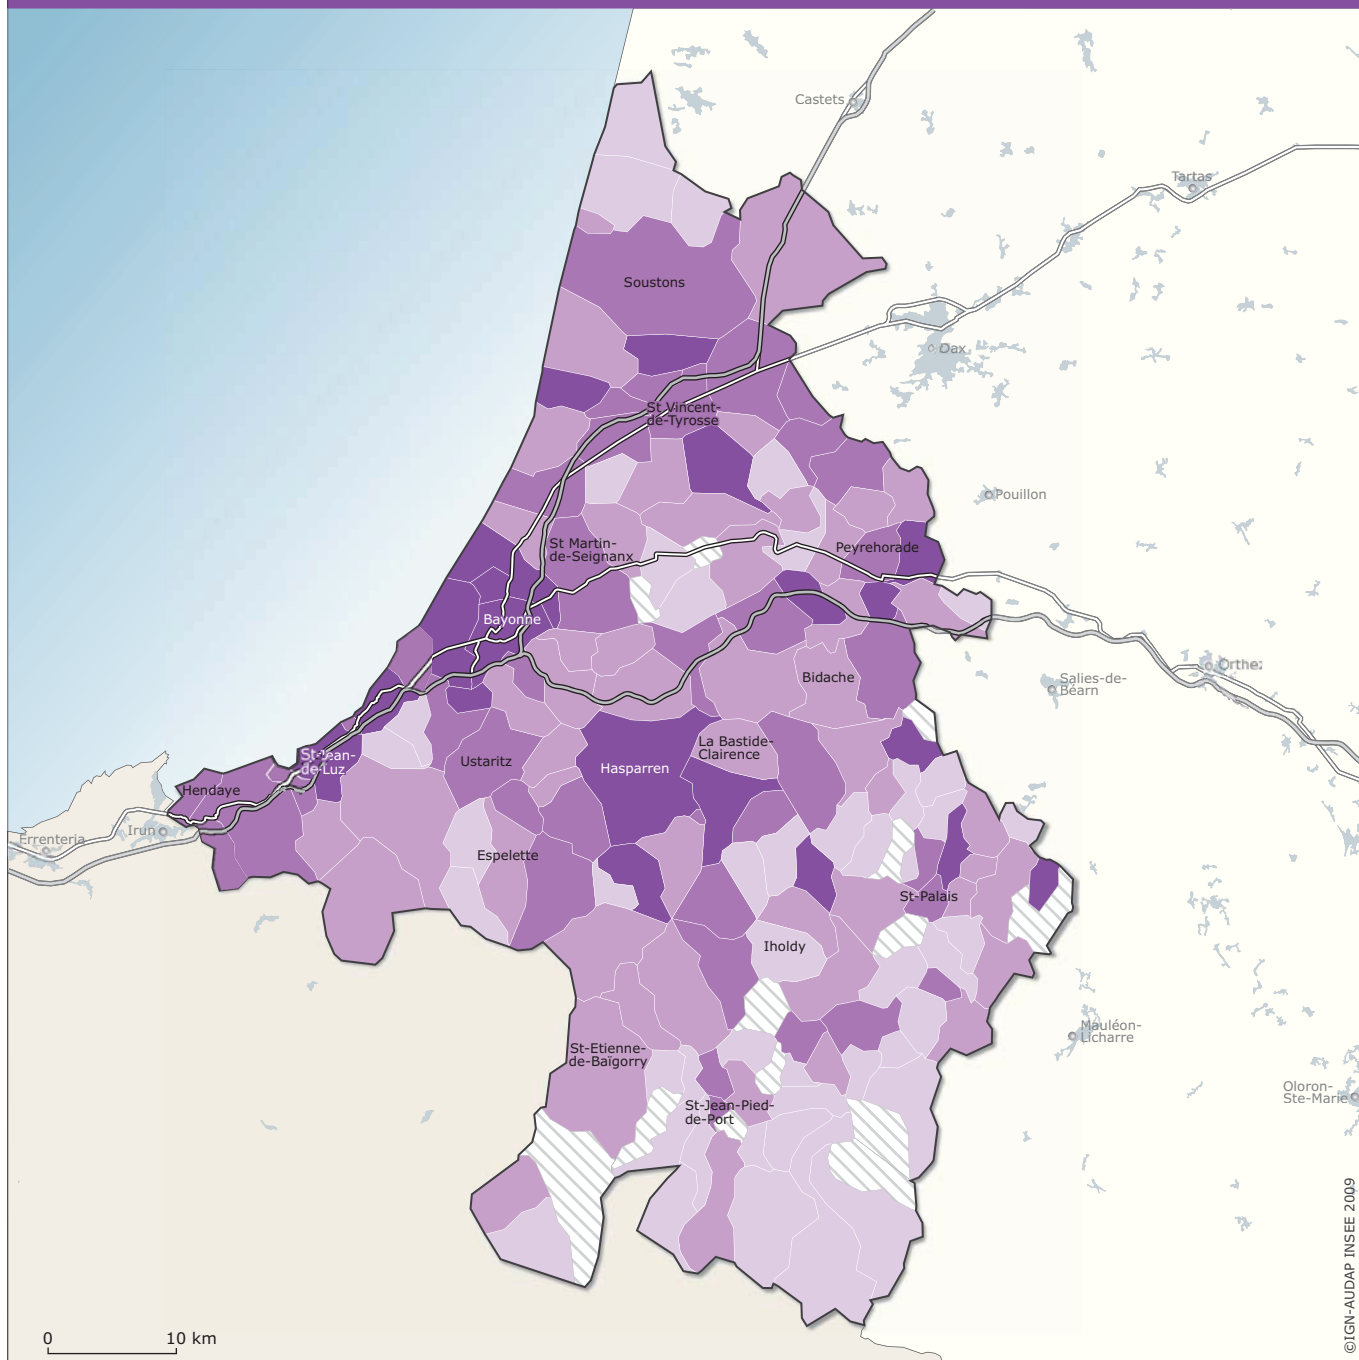 Castets
Tartas
Soustons
Dax
St Vincent-
de-Tyrosse
Pouillon
St Martin-
de-Seignanx
Peyrehorade
Bayonne
Orthez
Bidache
Salies-de-
Béarn
La Bastide-
Clairence
St-Jean-
de-Luz
Ustaritz
Hasparren
Hendaye
Irun
Errenteria
Espelette
St-Palais
Iholdy
Mauléon-
Licharre
St-Etienne-
de-Baïgorry
Oloron-
Ste-Marie
St-Jean-Pied-
de-Port
0 10 km
©IGN-AUDAP INSEE 2009